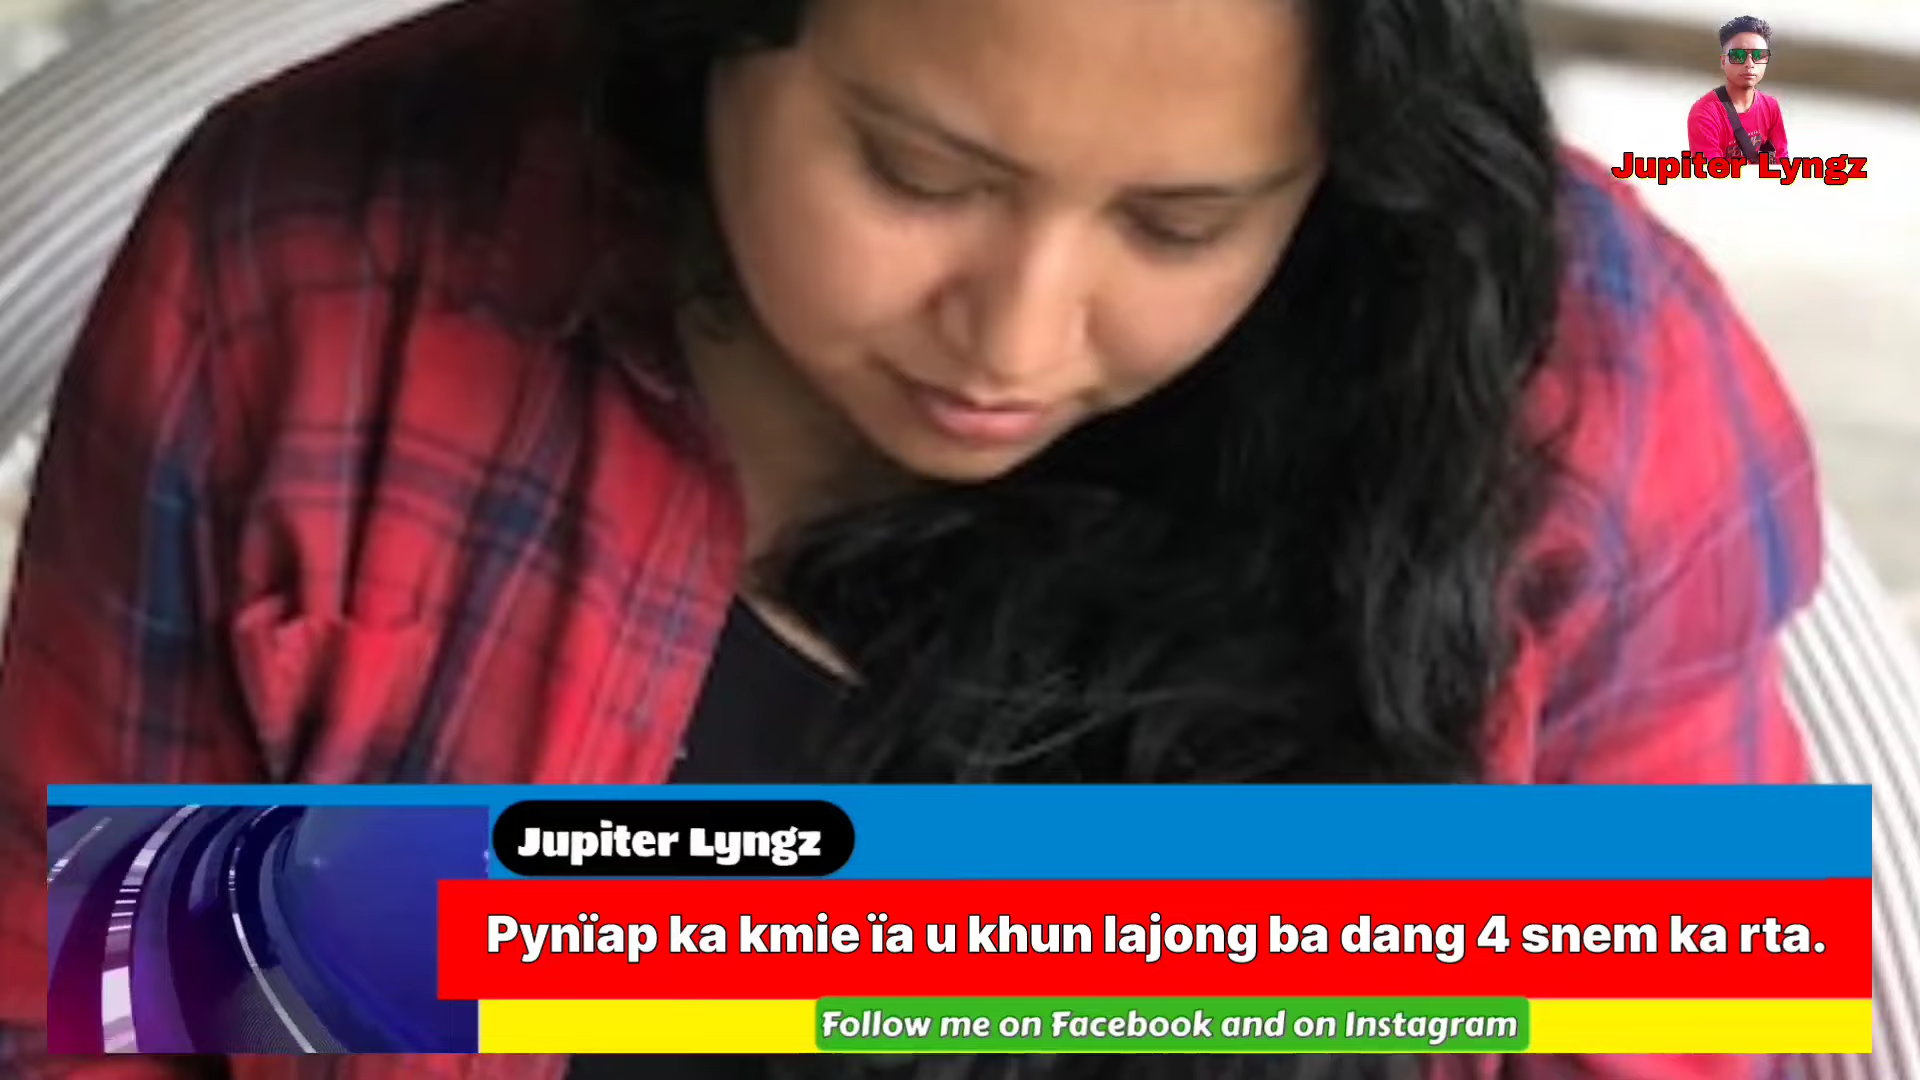 Jupiter Lyngz
Jupiter Lyngz
Pynïap ka kmie ïa u khun lajong ba dang 4 snem ka rta.
Follow me on Facebook and on Instagram